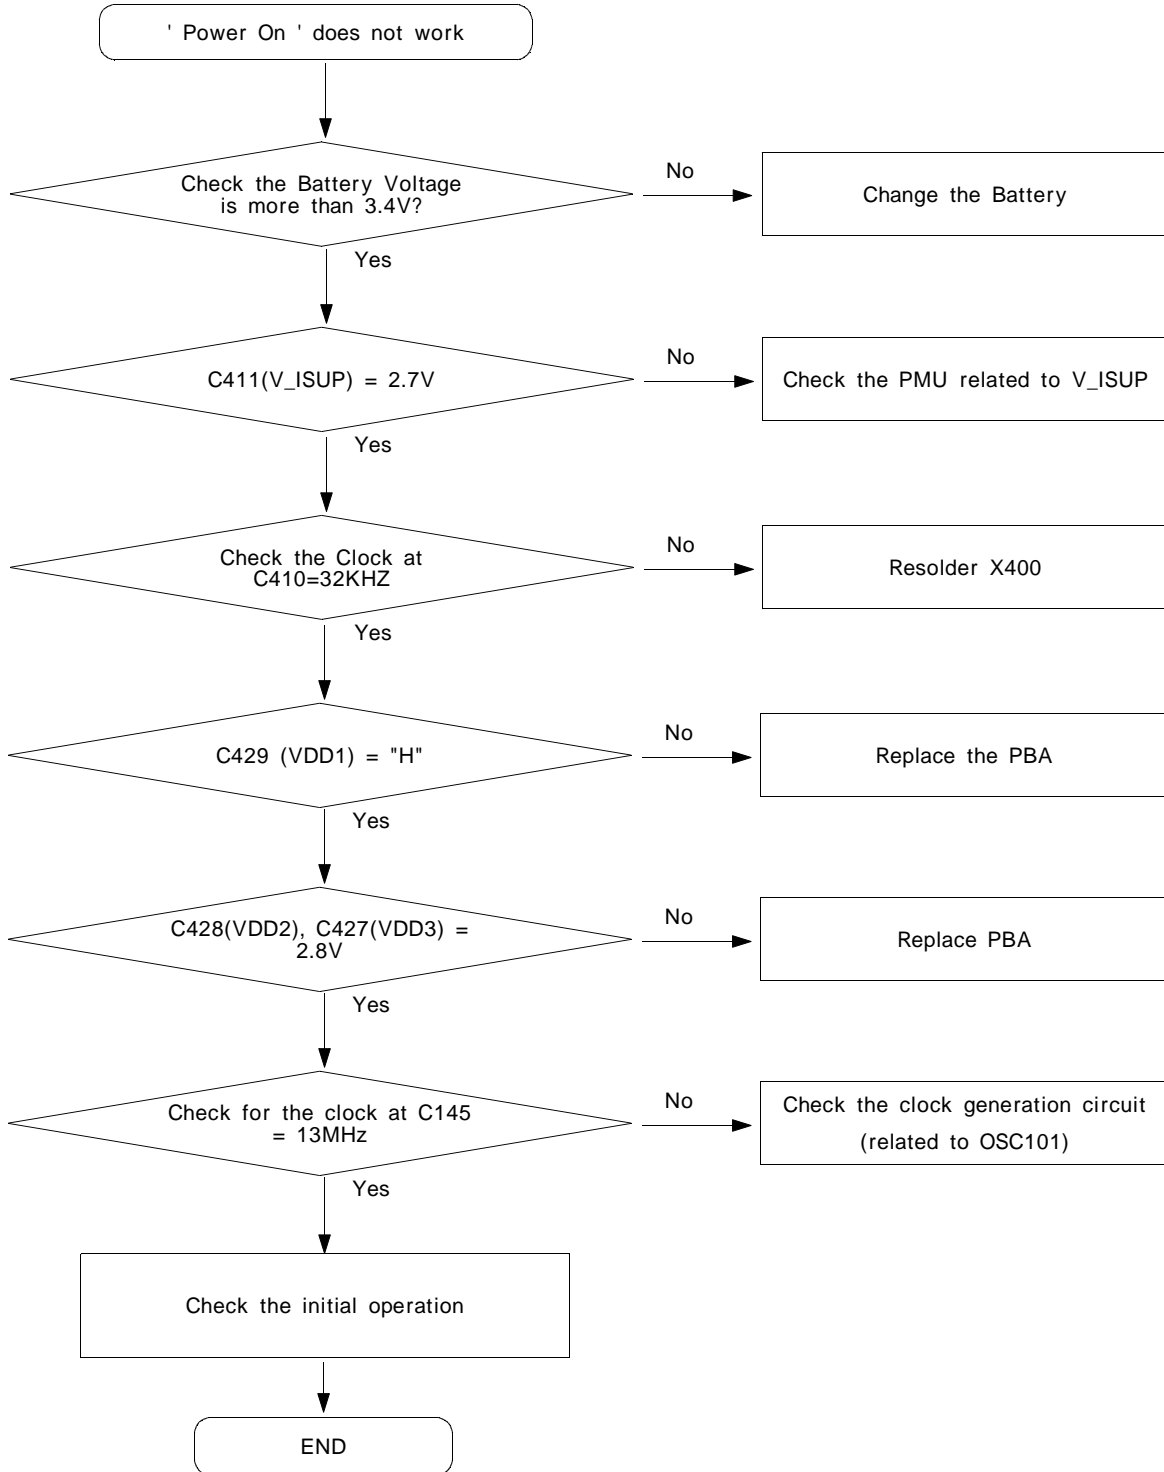 ' Power On ' does not work
Check the Battery Voltage
is more than 3.4V?
No
Change the Battery
Yes
C411(V_ISUP) = 2.7V
No
Check the PMU related to V_ISUP
Yes
Check the Clock at
C410=32KHZ
No
Resolder X400
Yes
C429 (VDD1) = "H"
No
Replace the PBA
Yes
C428(VDD2), C427(VDD3) =
2.8V
No
Replace PBA
Yes
Check for the clock at C145
= 13MHz
No
Check the clock generation circuit
(related to OSC101)
Yes
Check the initial operation
END